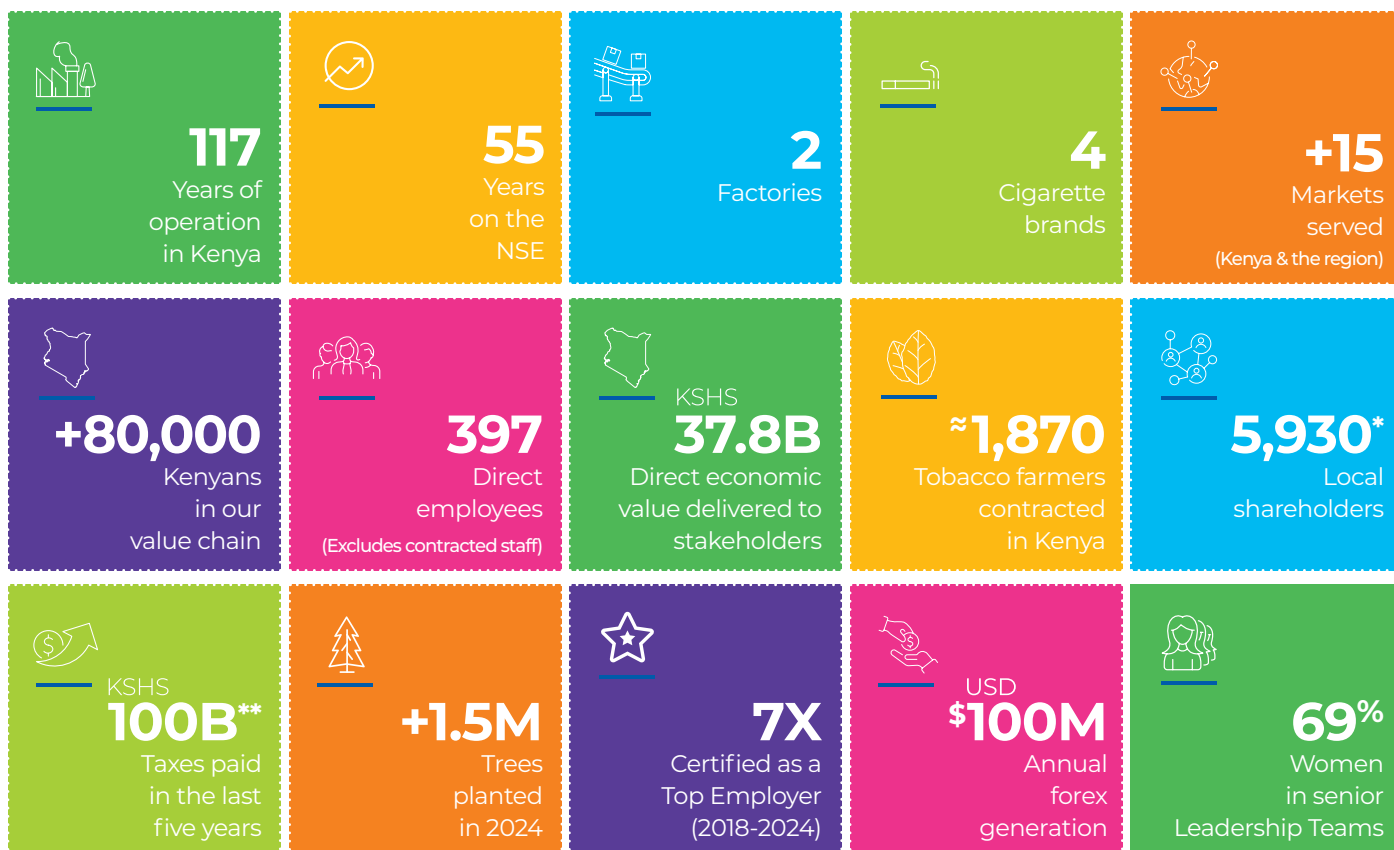 117
Years of
operation
in Kenya
55
Years
on the
NSE
2
Factories
4
Cigarette
brands
+15
Markets
served
(Kenya & the region)
+80,000
Kenyans
in our
value chain
397
Direct
employees
(Excludes contracted staff)
KSHS
37.8B
Direct economic
value delivered to
stakeholders
≈1,870
Tobacco farmers
contracted
in Kenya
5,930*
Local
shareholders
KSHS
100B**
Taxes paid
in the last
five years
+1.5M
Trees
planted
in 2024
7X
Certified as a
Top Employer
(2018-2024)
USD
$100M
Annual
forex
generation
69%
Women
in senior
Leadership Teams